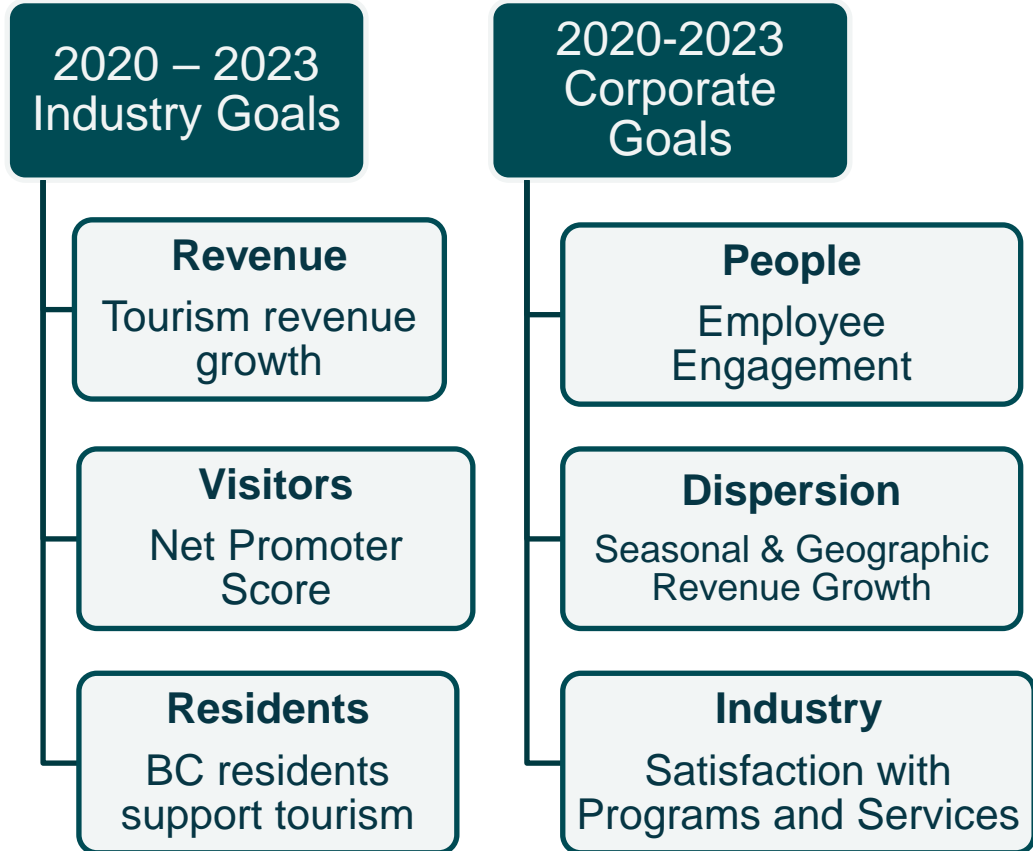 2020 – 2023
Industry Goals
Revenue
Tourism revenue
growth
Visitors
Net Promoter
Score
Residents
BC residents
support tourism
2020-2023
Corporate
Goals
People
Employee
Engagement
Dispersion
Seasonal & Geographic
Revenue Growth
Industry
Satisfaction with
Programs and Services